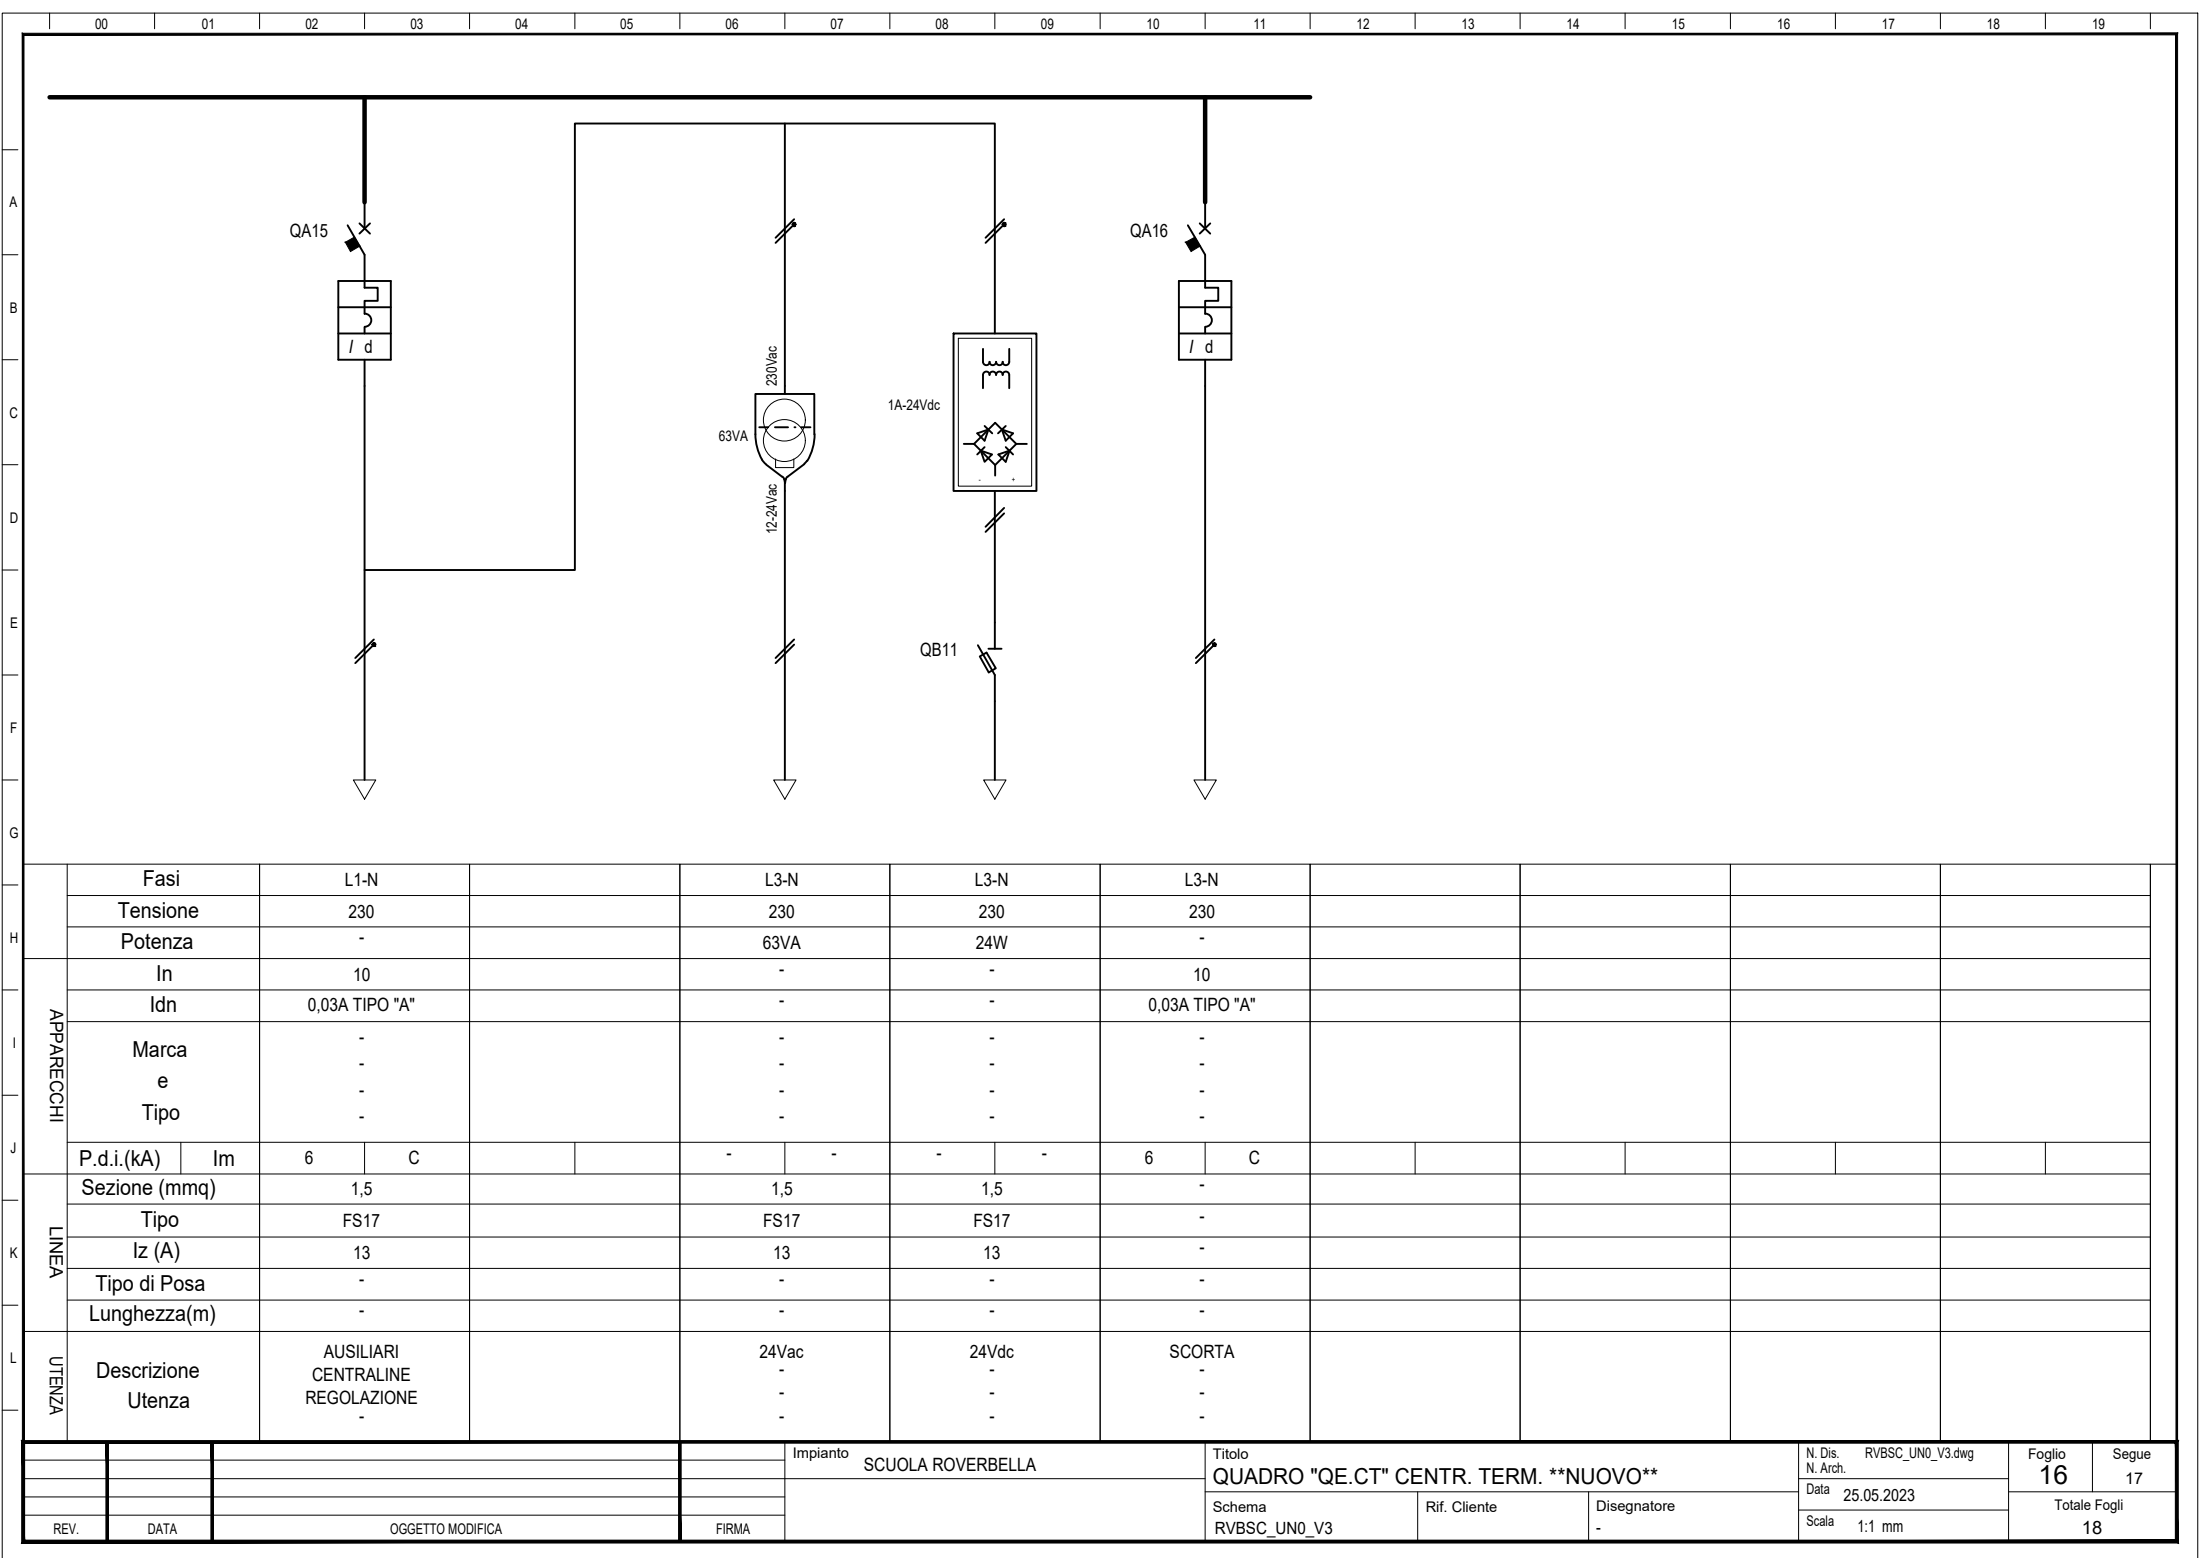 00 01 02 03 04 05 06 07 08 09 10 11 12 13 14 15 16 17 18 19
A
QA15
QA16
B
I d
I d
230Vac
C
1A-24Vdc
63VA
- +
12-24Vac
D
E
QB11
F
G
Fasi L1-N L3-N L3-N L3-N
Tensione 230 230 230 230
H
Potenza - 63VA 24W -
APPARECCHI
In 10 - - 10
Idn 0,03A TIPO "A" - - 0,03A TIPO "A"
I
Marca - - - -
e - - - -
Tipo - - - -
- - - -
J
P.d.i.(kA) Im 6 C - - - - 6 C
LINEA
Sezione (mmq) 1,5 1,5 1,5 -
Tipo FS17 FS17 FS17 -
K
Iz (A) 13 13 13 -
Tipo di Posa - - - -
Lunghezza(m) - - - -
L
UTENZA
Descrizione
Utenza
AUSILIARI 24Vac 24Vdc SCORTA
CENTRALINE - - -
REGOLAZIONE - - -
- - - -
REV. DATA OGGETTO MODIFICA FIRMA
Impianto
SCUOLA ROVERBELLA
Titolo
QUADRO "QE.CT" CENTR. TERM. **NUOVO**
Schema
RVBSC_UN0_V3
Rif. Cliente
Disegnatore
-
N. Dis. RVBSC_UN0_V3.dwg
N. Arch.
Data 25.05.2023
Scala 1:1 mm
Foglio
16
Segue
17
Totale Fogli
18